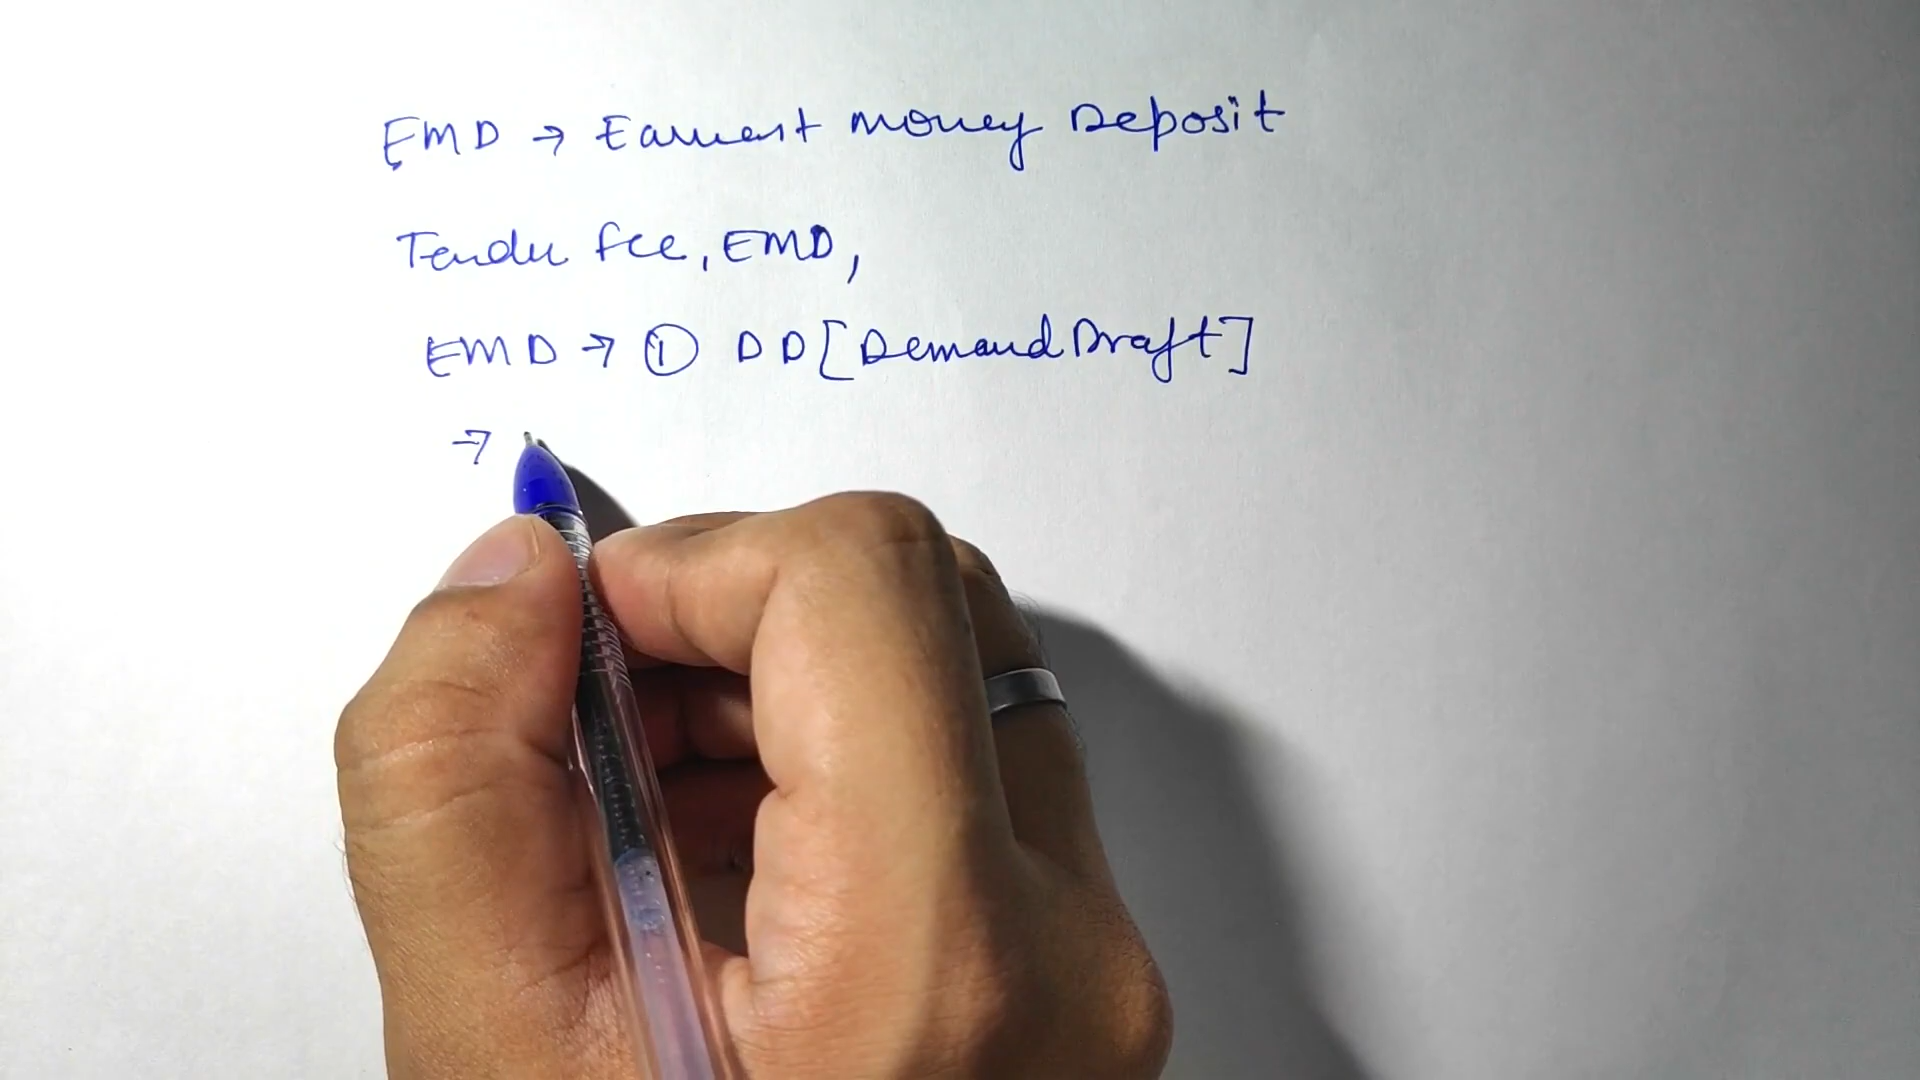 EMD → Earnest Money Deposit
Tender fee, EMD,
EMD → ① DD [Demand Draft]
→